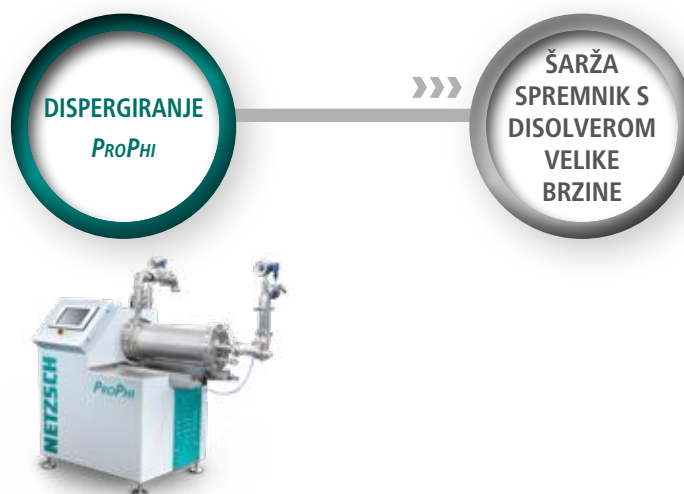 DISPERGIRANJE
PROPHI
ŠARŽA
SPREMNIK S
DISOLVEROM
VELIKE
BRZINE
NETZSCH
PROPHI